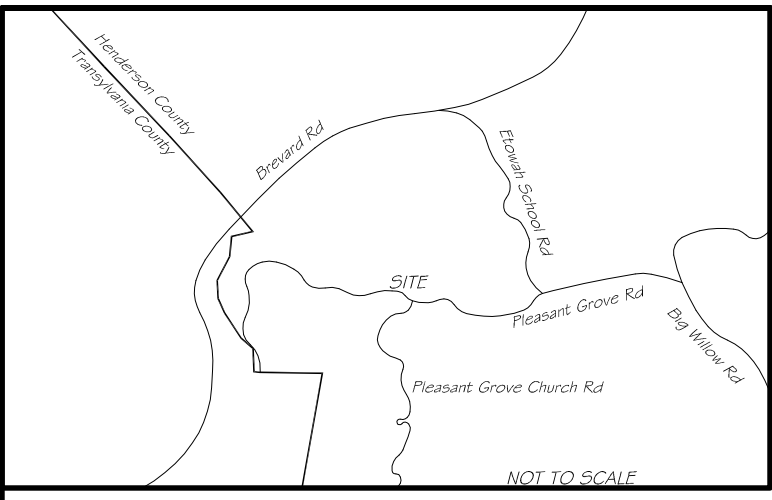 Henderson County
Transylvania County
Brevard Rd
Etowah School Rd
SITE
Pleasant Grove Rd
Big Willow Rd
Pleasant Grove Church Rd
NOT TO SCALE